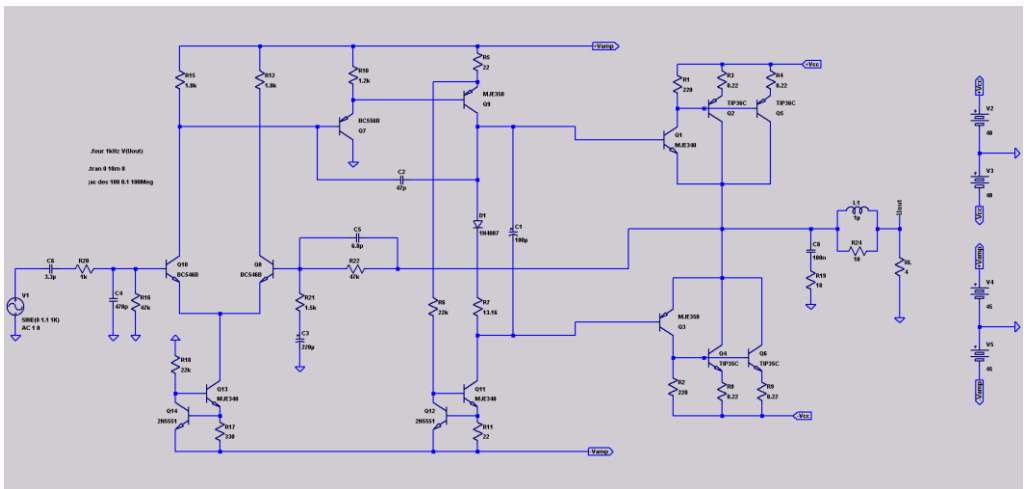 +Vamp
R15
1.8k
R12
1.8k
R10
1.2k
R5
22
MJE350
Q9
BC556B
Q7
.four 1kHz V(Uout)
.tran 0 10m 0
;ac dec 100 0.1 100Meg
C2
47p
D1
1N4007
C1
100µ
R1
220
R3
0.22
R4
0.22
+Vcc
TIP36C
Q2
TIP36C
Q5
Q1
MJE340
+Vcc
V2
40
V3
40
-Vcc
C5
6.8p
R22
47k
Q10
BC546B
Q8
BC546B
C6
3.3µ
R20
1k
V1
SINE(0 1.1 1K)
AC 1 0
C4
470p
R16
47k
R21
1.5k
C3
220µ
R6
22k
R7
13.16
L1
1µ
R24
10
Uout
RL
4
C8
100n
R19
10
MJE350
Q3
Q4
TIP35C
Q6
TIP35C
R2
220
R8
0.22
R9
0.22
-Vcc
+Vamp
V4
45
V5
45
-Vamp
R18
22k
Q13
MJE340
Q14
2N5551
R17
330
Q11
MJE340
Q12
2N5551
R11
22
-Vamp